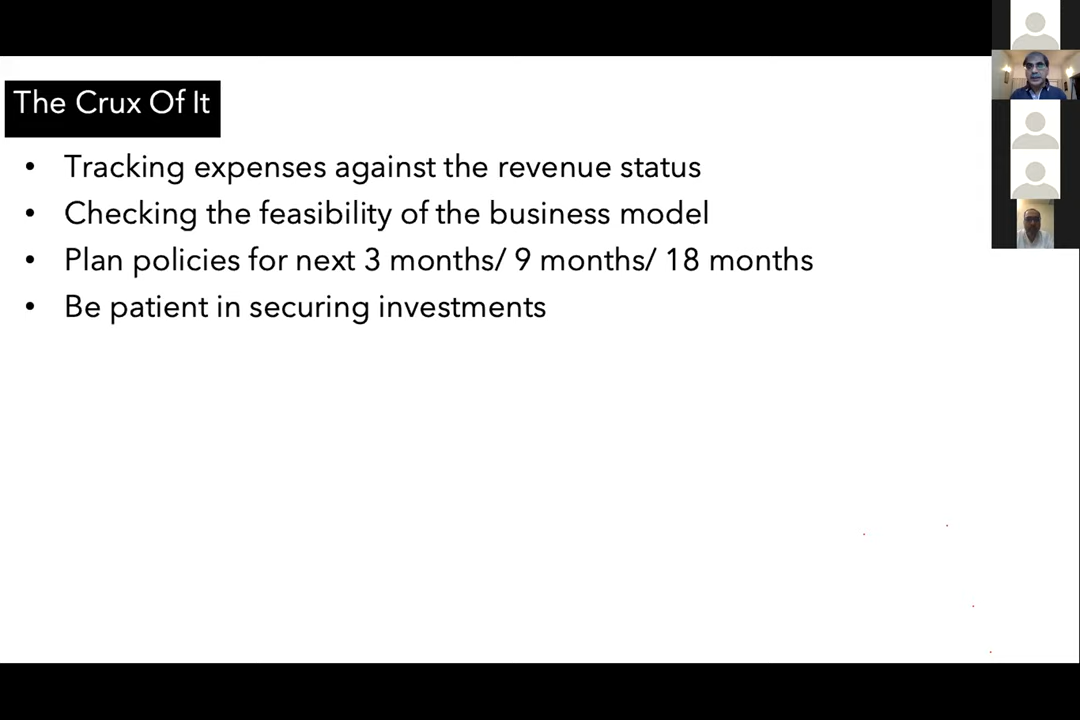 The Crux Of It
• Tracking expenses against the revenue status
• Checking the feasibility of the business model
• Plan policies for next 3 months/ 9 months/ 18 months
• Be patient in securing investments